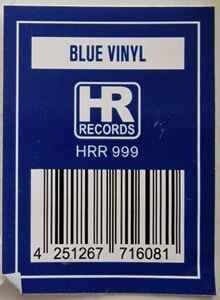 BLUE VINYL
HR
RECORDS
HRR 999
4 251267 716081